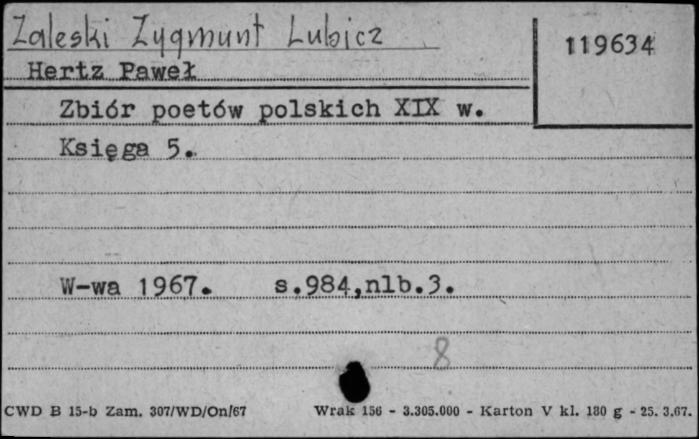 Zaleski Zygmunt Lubicz
119634
Hertz Paweł
Zbiór poetów polskich XIX w.
Księga 5.
W-wa 1967. s.984,nlb.3.
8
CWD B 15-b Zam. 307/WD/On/67 Wrak 156 - 3.305.000 - Karton V kl. 180 g - 25. 3.67.